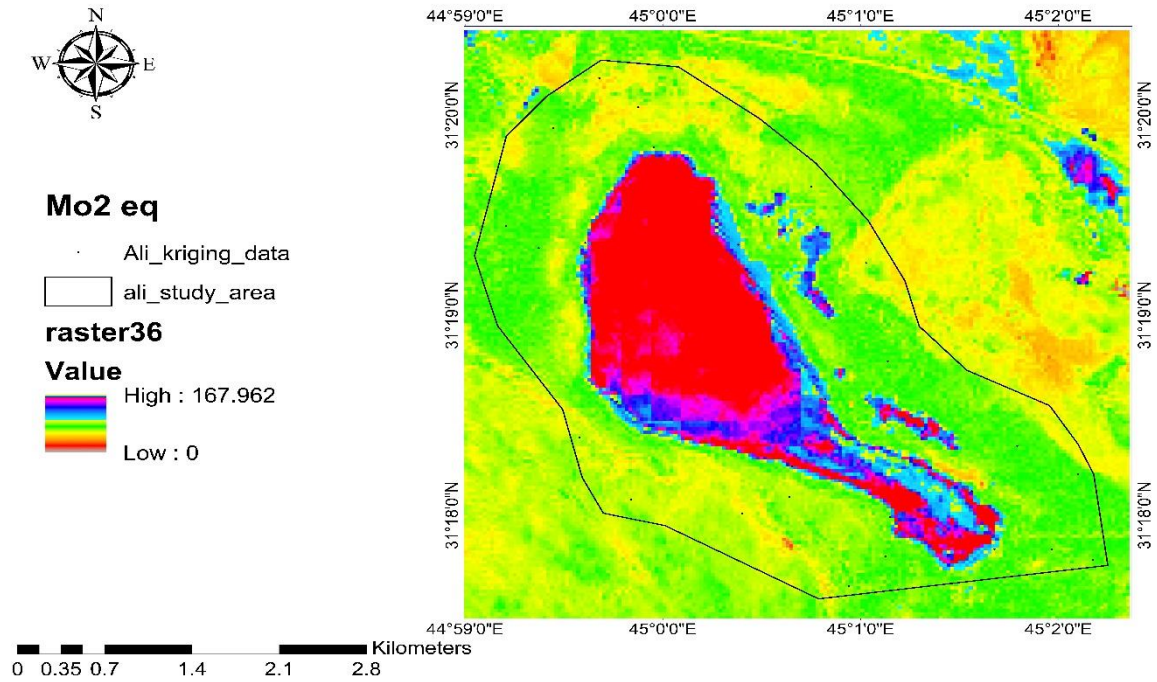 44°59'0"E 45°0'0"E 45°1'0"E 45°2'0"E
N
W E
S
31°20'0"N 31°20'0"N
Mo2 eq
Ali_kriging_data
ali_study_area
raster36
Value
High : 167.962
Low : 0
31°19'0"N 31°19'0"N
31°18'0"N 31°18'0"N
44°59'0"E 45°0'0"E 45°1'0"E 45°2'0"E
Kilometers
0 0.35 0.7 1.4 2.1 2.8